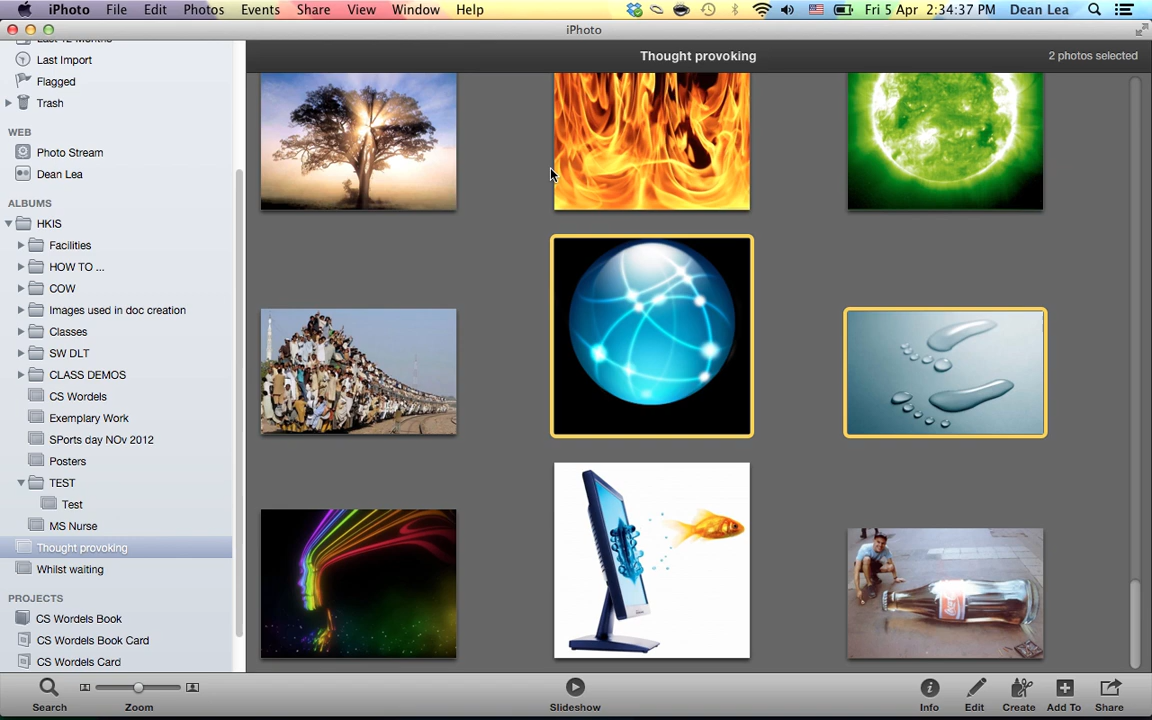 iPhoto File Edit Photos Events Share View Window Help Fri 5 Apr 2:34:37 PM Dean Lea
iPhoto
Thought provoking 2 photos selected
Last 12 Months
Last Import
Flagged
Trash
WEB
Photo Stream
Dean Lea
ALBUMS
HKIS
Facilities
HOW TO ...
COW
Images used in doc creation
Classes
SW DLT
CLASS DEMOS
CS Wordels
Exemplary Work
SPorts day NOv 2012
Posters
TEST
Test
MS Nurse
Thought provoking
Whilst waiting
PROJECTS
CS Wordels Book
CS Wordels Book Card
CS Wordels Card
Search Zoom Slideshow Info Edit Create Add To Share